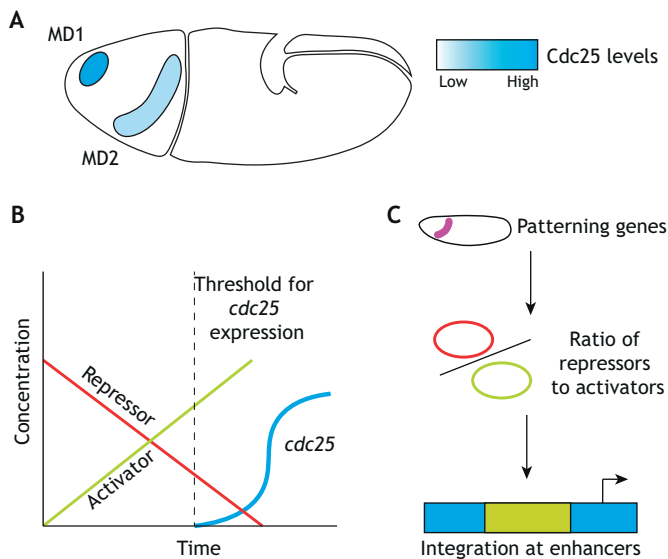 A
MD1
MD2
Cdc25 levels
Low
High
B
Concentration
Repressor
Activator
Threshold for
cdc25
expression
cdc25
Time
C
Patterning genes
Ratio of
repressors
to activators
Integration at enhancers